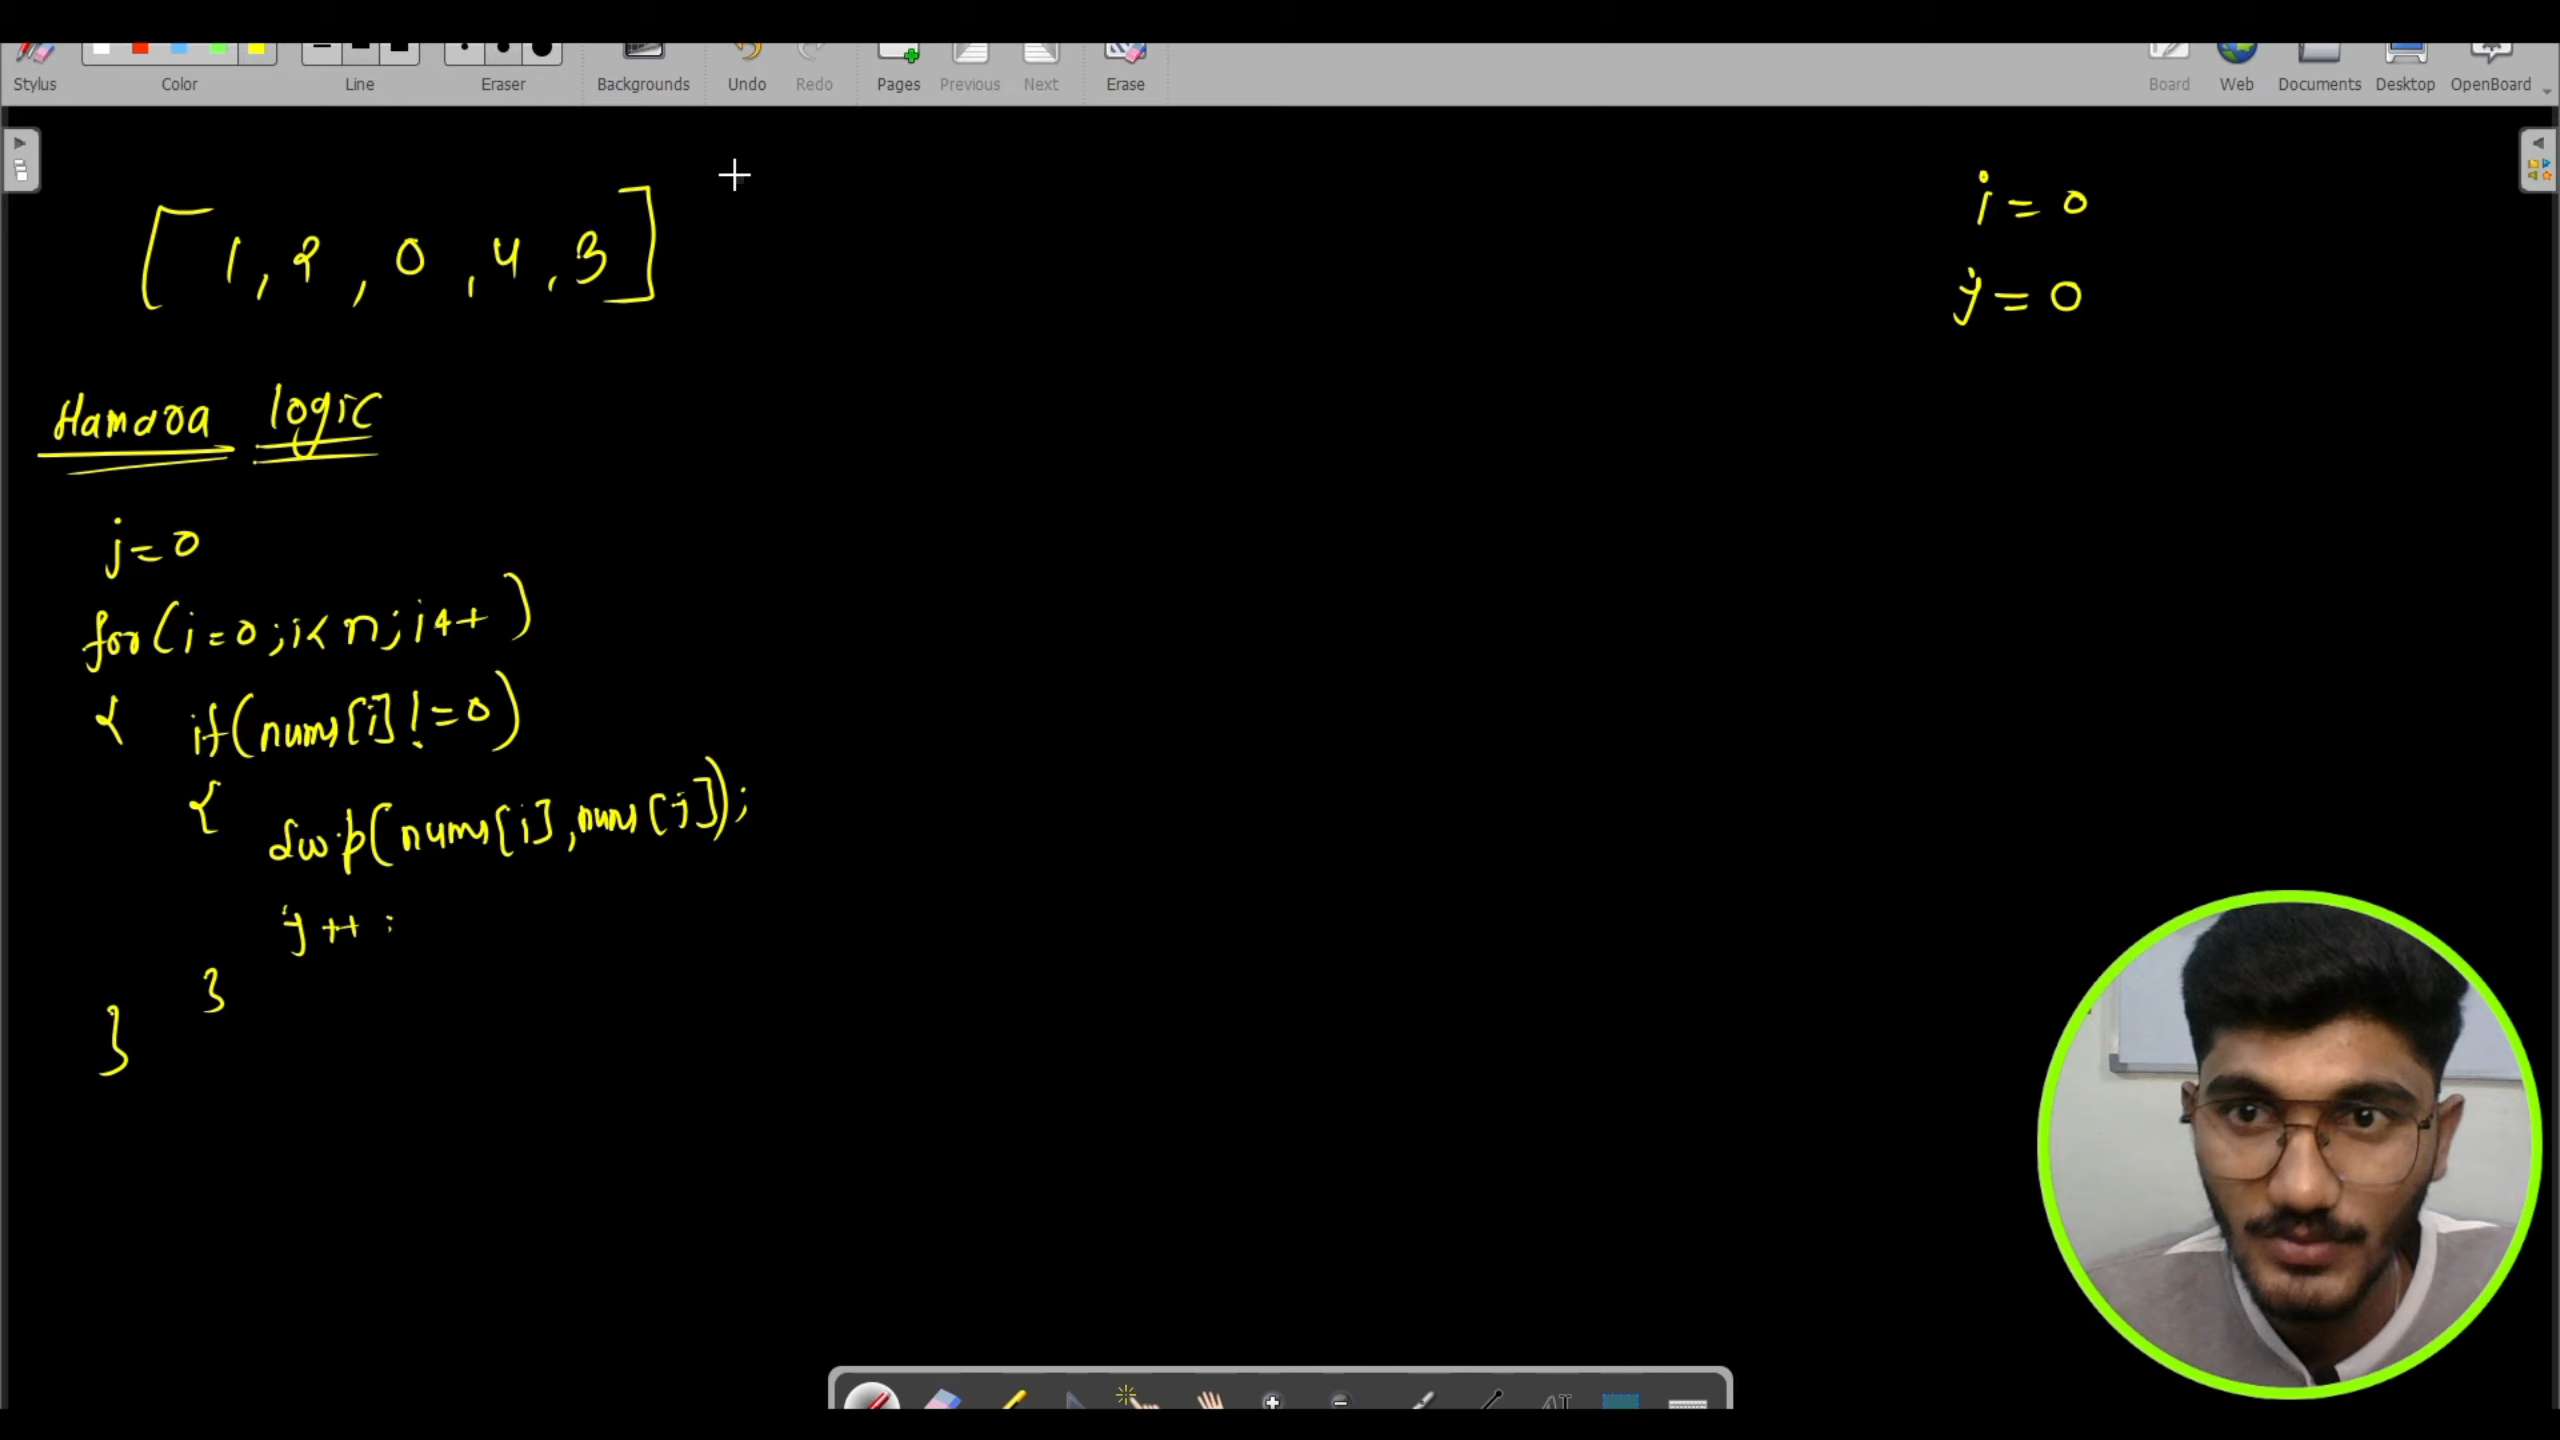 Stylus Color Line Eraser Backgrounds Undo Redo Pages Previous Next Erase Board Web Documents Desktop OpenBoard
[1, 2, 0, 4, 3]
i = 0
j = 0
Hamara logic
j = 0
for(i=0;i<n;i++)
{ if(nums[i]!=0)
{ swap(nums[i],nums[j]);
j++;
}
}